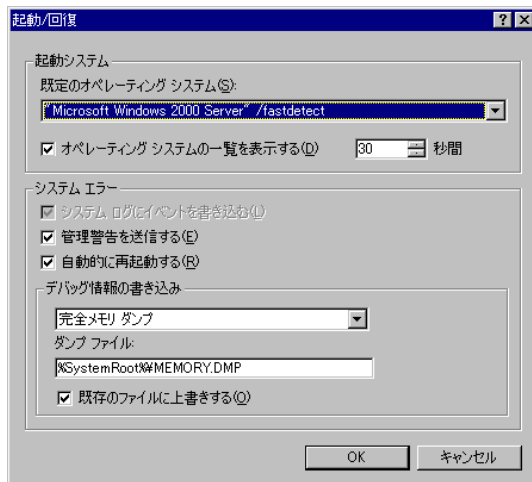 起動/回復
起動システム
既定のオペレーティング システム(S):
"Microsoft Windows 2000 Server" /fastdetect
オペレーティング システムの一覧を表示する(D) 30 秒間
システム エラー
システム ログにイベントを書き込む(L)
管理警告を送信する(E)
自動的に再起動する(R)
デバッグ情報の書き込み
完全メモリ ダンプ
ダンプ ファイル:
%SystemRoot%¥MEMORY.DMP
既存のファイルに上書きする(O)
OK キャンセル